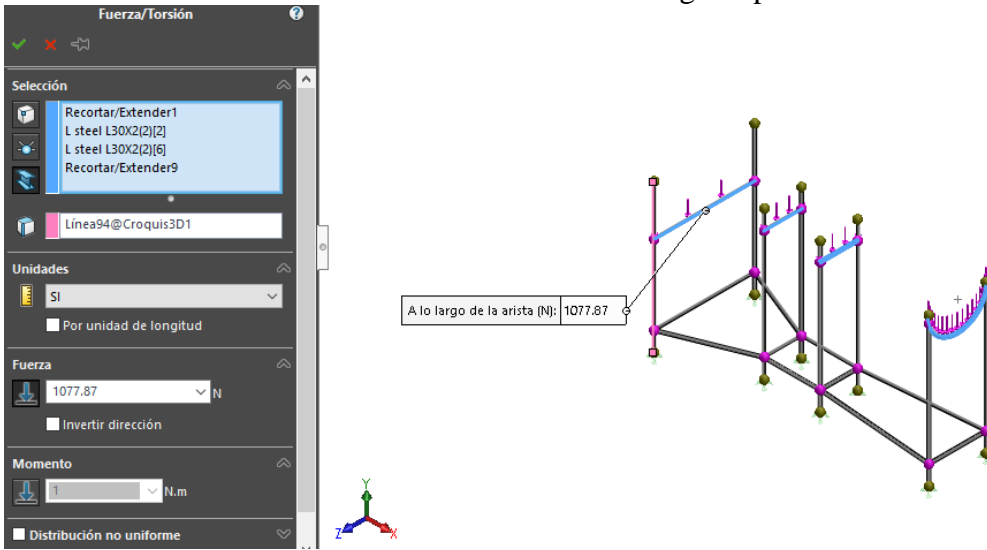 Fuerza/Torsión
Selección
Recortar/Extender1
L steel L30X2(2)[2]
L steel L30X2(2)[6]
Recortar/Extender9
Línea94@Croquis3D1
Unidades
SI
Por unidad de longitud
Fuerza
1077.87 N
Invertir dirección
Momento
1 N.m
Distribución no uniforme
A lo largo de la arista (N): 1077.87
Y
Z X